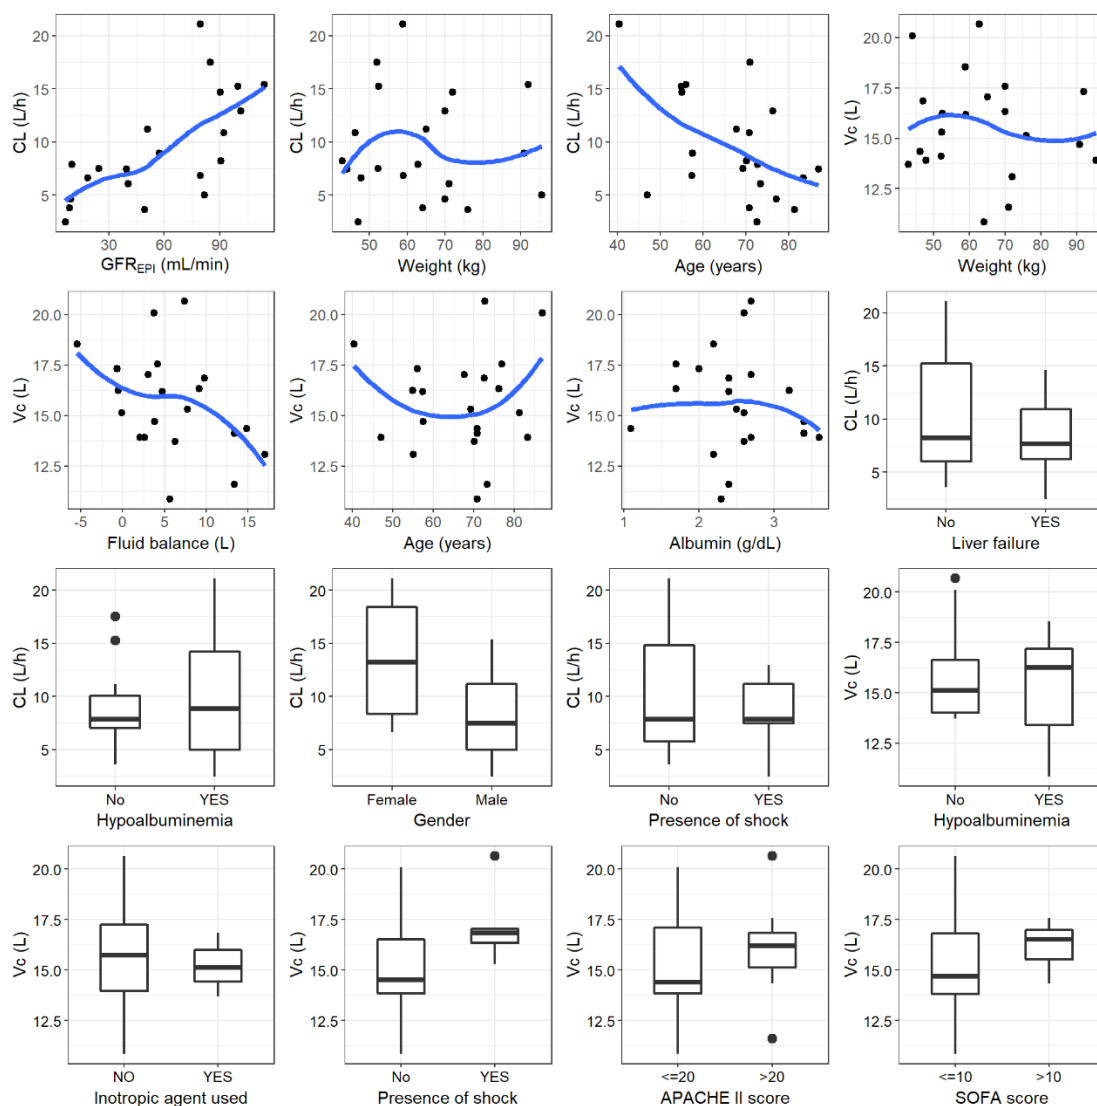 CL (L/h)
20
15
10
5
30 60 90
GFR EPI (mL/min)
CL (L/h)
20
15
10
5
50 60 70 80 90
Weight (kg)
CL (L/h)
20
15
10
5
40 50 60 70 80
Age (years)
Vc (L)
20.0
17.5
15.0
12.5
50 60 70 80 90
Weight (kg)
Vc (L)
20.0
17.5
15.0
12.5
-5 0 5 10 15
Fluid balance (L)
Vc (L)
20.0
17.5
15.0
12.5
40 50 60 70 80
Age (years)
Vc (L)
20.0
17.5
15.0
12.5
1 2 3
Albumin (g/dL)
CL (L/h)
20
15
10
5
No YES
Liver failure
CL (L/h)
20
15
10
5
No YES
Hypoalbuminemia
CL (L/h)
20
15
10
5
Female Male
Gender
CL (L/h)
20
15
10
5
No YES
Presence of shock
Vc (L)
20.0
17.5
15.0
12.5
No YES
Hypoalbuminemia
Vc (L)
20.0
17.5
15.0
12.5
NO YES
Inotropic agent used
Vc (L)
20.0
17.5
15.0
12.5
No YES
Presence of shock
Vc (L)
20.0
17.5
15.0
12.5
<=20 >20
APACHE II score
Vc (L)
20.0
17.5
15.0
12.5
<=10 >10
SOFA score